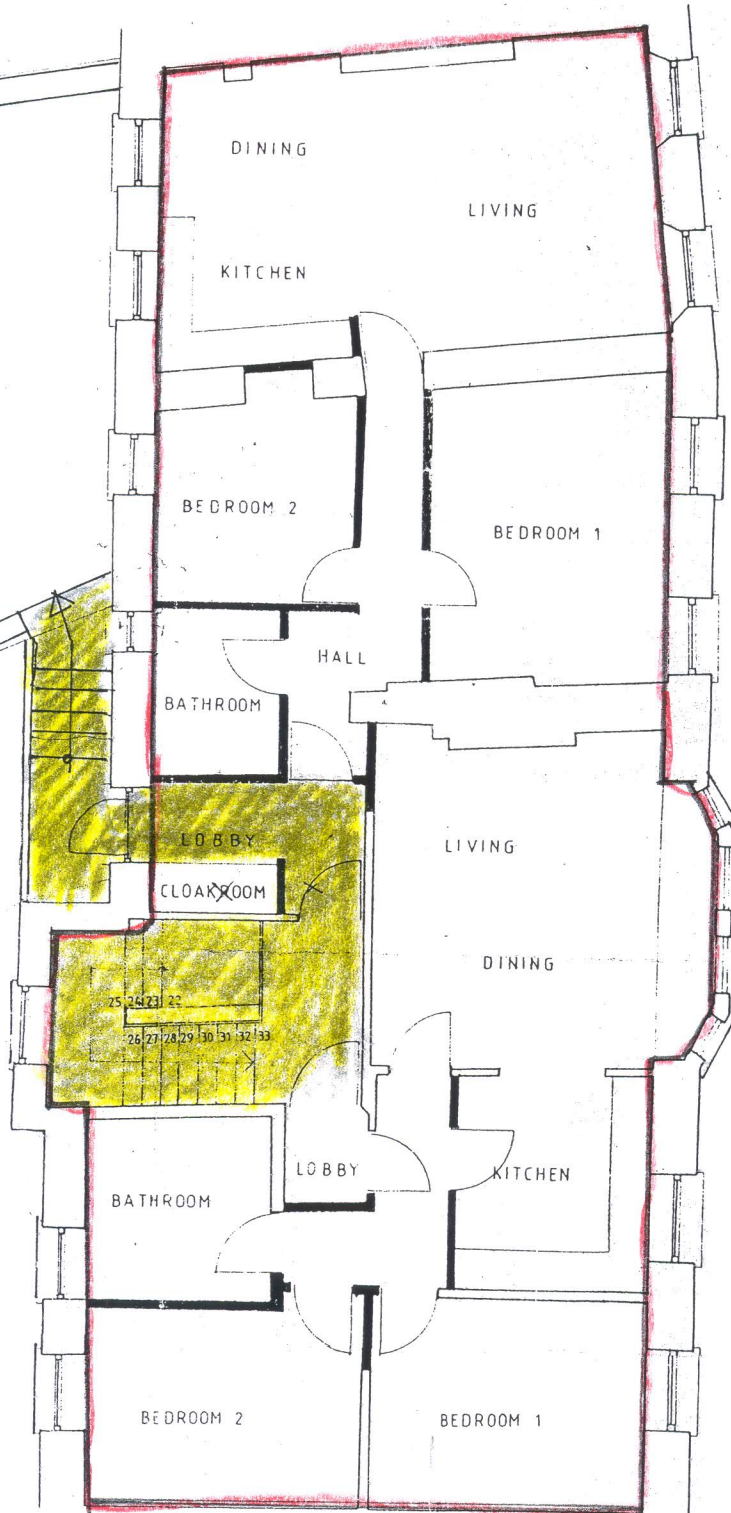 DINING
LIVING
KITCHEN
BEDROOM 2
BEDROOM 1
HALL
BATHROOM
LOBBY
LIVING
CLOAKROOM
DINING
25 24 23 22
26 27 28 29 30 31 32 33
LOBBY
KITCHEN
BATHROOM
BEDROOM 2
BEDROOM 1